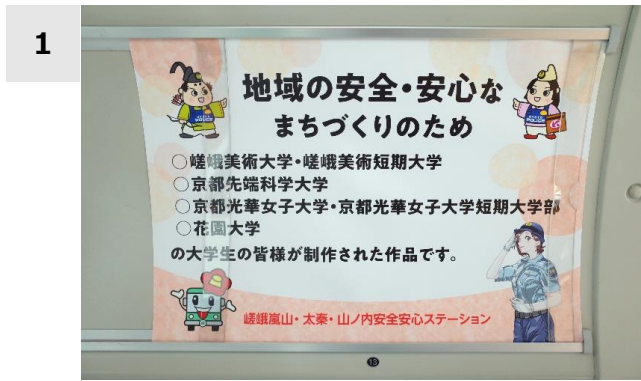 1
地域の安全・安心な
まちづくりのため
○嵯峨美術大学・嵯峨美術短期大学
○京都先端科学大学
○京都光華女子大学・京都光華女子大学短期大学部
○花園大学
の大学生の皆様が制作された作品です。
嵯峨嵐山・太秦・山ノ内安全安心ステーション
13